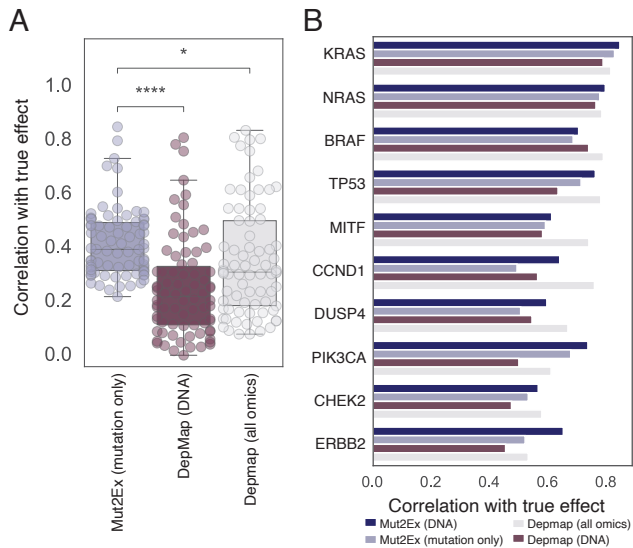 A
Correlation with true effect
1.0
0.8
0.6
0.4
0.2
0.0
*
****
Mut2Ex (mutation only)
DepMap (DNA)
Depmap (all omics)
B
KRAS
NRAS
BRAF
TP53
MITF
CCND1
DUSP4
PIK3CA
CHEK2
ERBB2
0.0 0.2 0.4 0.6 0.8 1.0
Correlation with true effect
Mut2Ex (DNA) Depmap (all omics)
Mut2Ex (mutation only) Depmap (DNA)